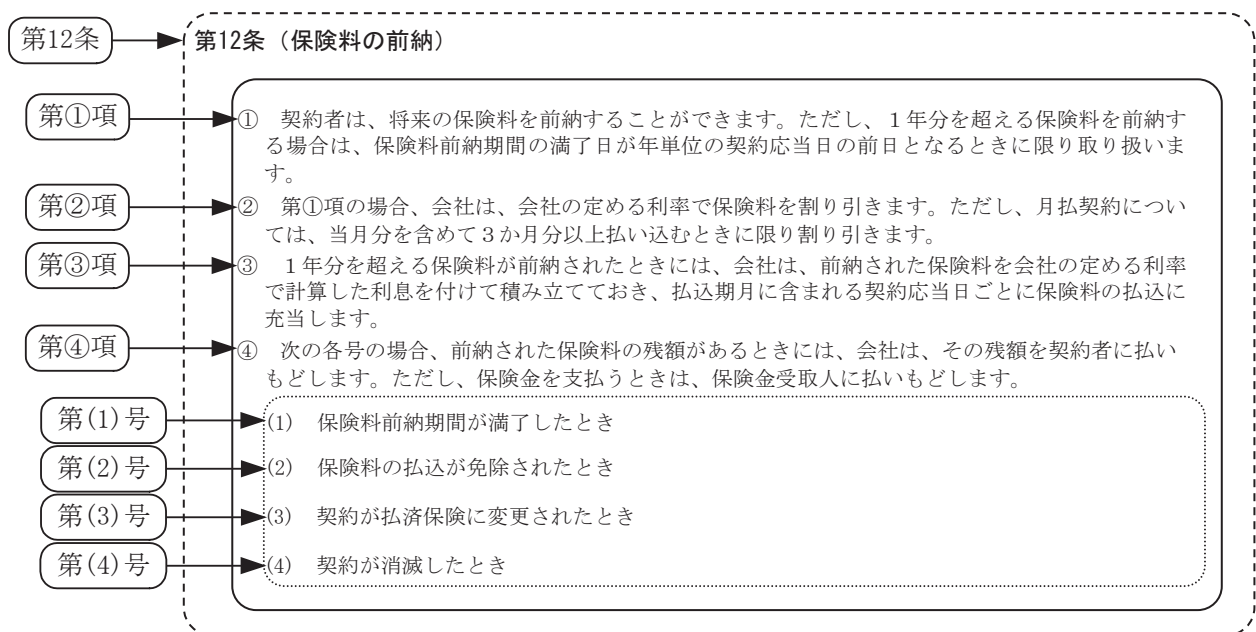 第12条 第12条（保険料の前納）
第①項 ① 契約者は、将来の保険料を前納することができます。ただし、１年分を超える保険料を前納す
る場合は、保険料前納期間の満了日が年単位の契約応当日の前日となるときに限り取り扱いま
す。
第②項 ② 第①項の場合、会社は、会社の定める利率で保険料を割り引きます。ただし、月払契約につい
ては、当月分を含めて３か月分以上払い込むときに限り割り引きます。
第③項 ③ １年分を超える保険料が前納されたときには、会社は、前納された保険料を会社の定める利率
で計算した利息を付けて積み立てておき、払込期月に含まれる契約応当日ごとに保険料の払込に
充当します。
第④項 ④ 次の各号の場合、前納された保険料の残額があるときには、会社は、その残額を契約者に払い
もどします。ただし、保険金を支払うときは、保険金受取人に払いもどします。
第(1)号 (1) 保険料前納期間が満了したとき
第(2)号 (2) 保険料の払込が免除されたとき
第(3)号 (3) 契約が払済保険に変更されたとき
第(4)号 (4) 契約が消滅したとき